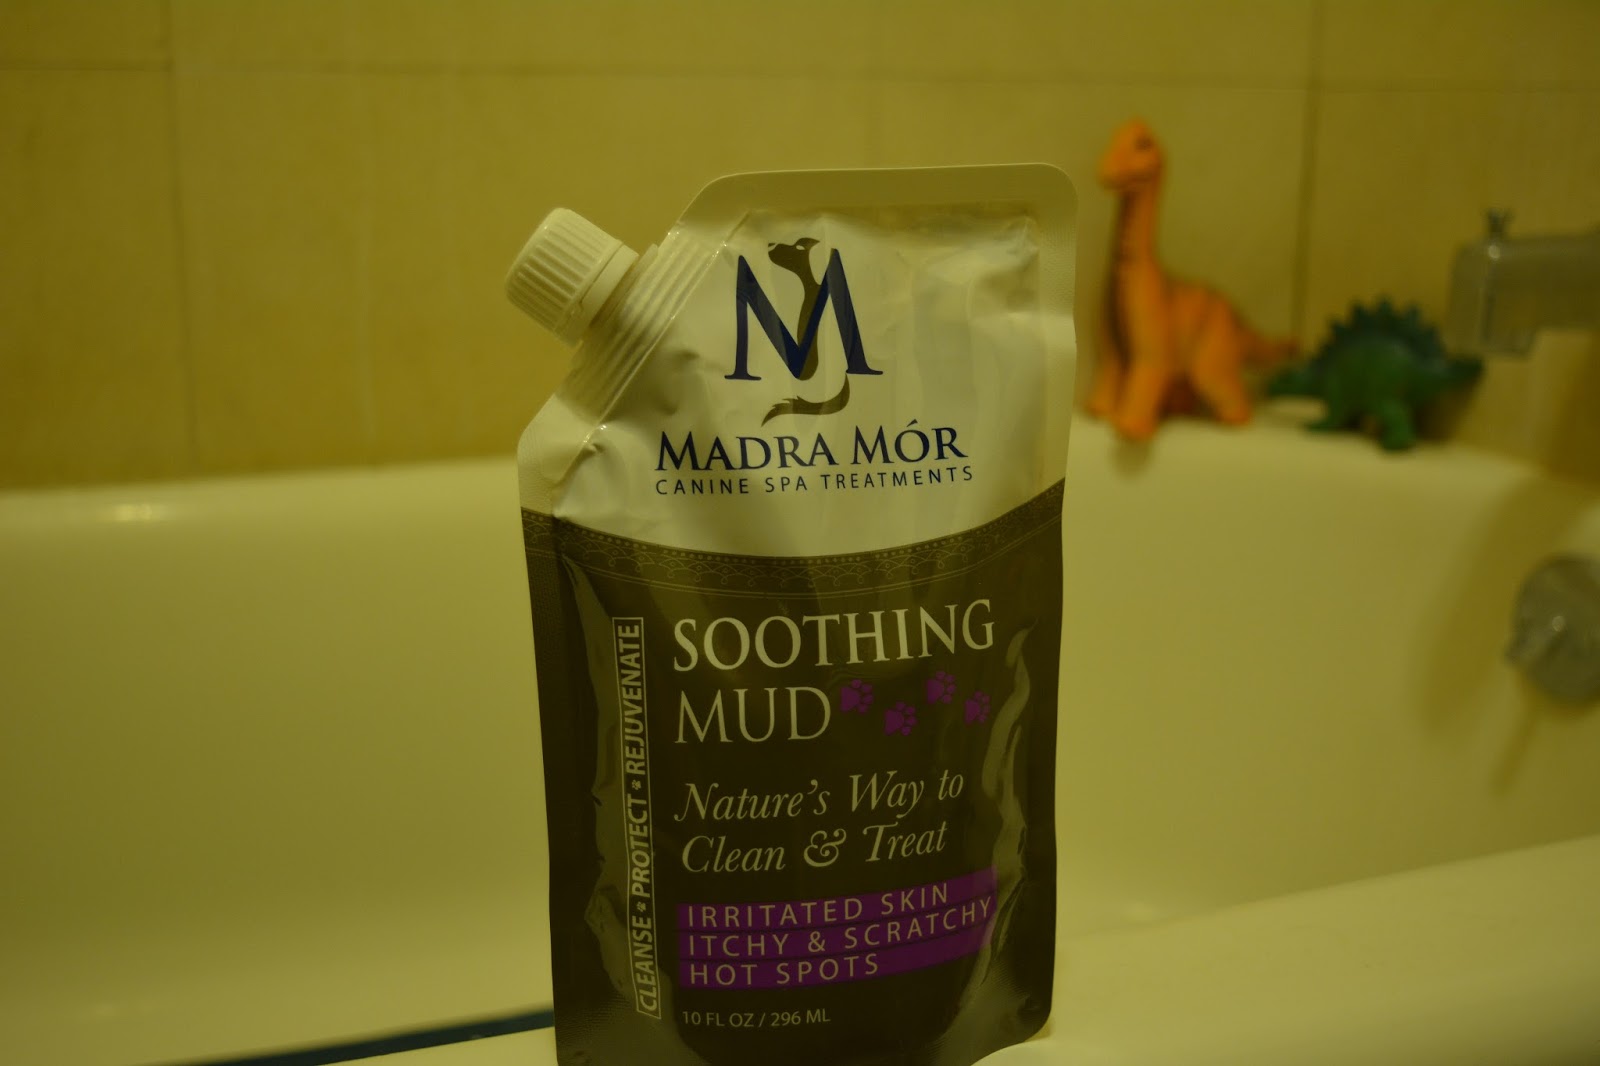 M
MADRA MÓR
CANINE SPA TREATMENTS
SOOTHING
MUD
Nature's Way to
Clean & Treat
IRRITATED SKIN
ITCHY & SCRATCHY
HOT SPOTS
10 FL OZ / 296 ML
CLEANSE PROTECT REJUVENATE